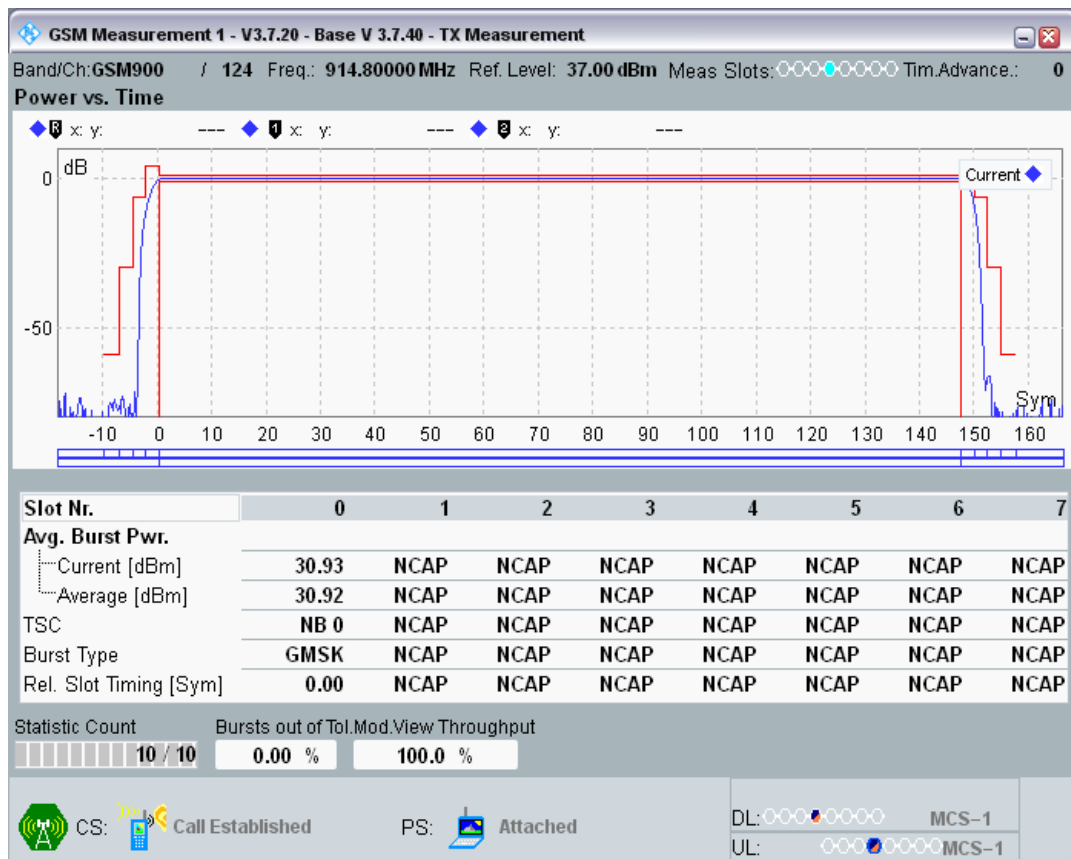 GSM Measurement 1 - V3.7.20 - Base V 3.7.40 - TX Measurement
Band/Ch:GSM900 / 124 Freq.: 914.80000 MHz Ref. Level: 37.00 dBm Meas Slots: Tim.Advance.: 0
Power vs. Time
R x: y: --- 1 x: y: --- 2 x: y: ---
dB
0
Current
-50
Sym
-10 0 10 20 30 40 50 60 70 80 90 100 110 120 130 140 150 160
Slot Nr. 0 1 2 3 4 5 6 7
Avg. Burst Pwr.
Current [dBm] 30.93 NCAP NCAP NCAP NCAP NCAP NCAP NCAP
Average [dBm] 30.92 NCAP NCAP NCAP NCAP NCAP NCAP NCAP
TSC NB 0 NCAP NCAP NCAP NCAP NCAP NCAP NCAP
Burst Type GMSK NCAP NCAP NCAP NCAP NCAP NCAP NCAP
Rel. Slot Timing [Sym] 0.00 NCAP NCAP NCAP NCAP NCAP NCAP NCAP
Statistic Count Bursts out of Tol.Mod.View Throughput
10 / 10 0.00 % 100.0 %
CS: Call Established PS: Attached
DL: MCS-1
UL: MCS-1